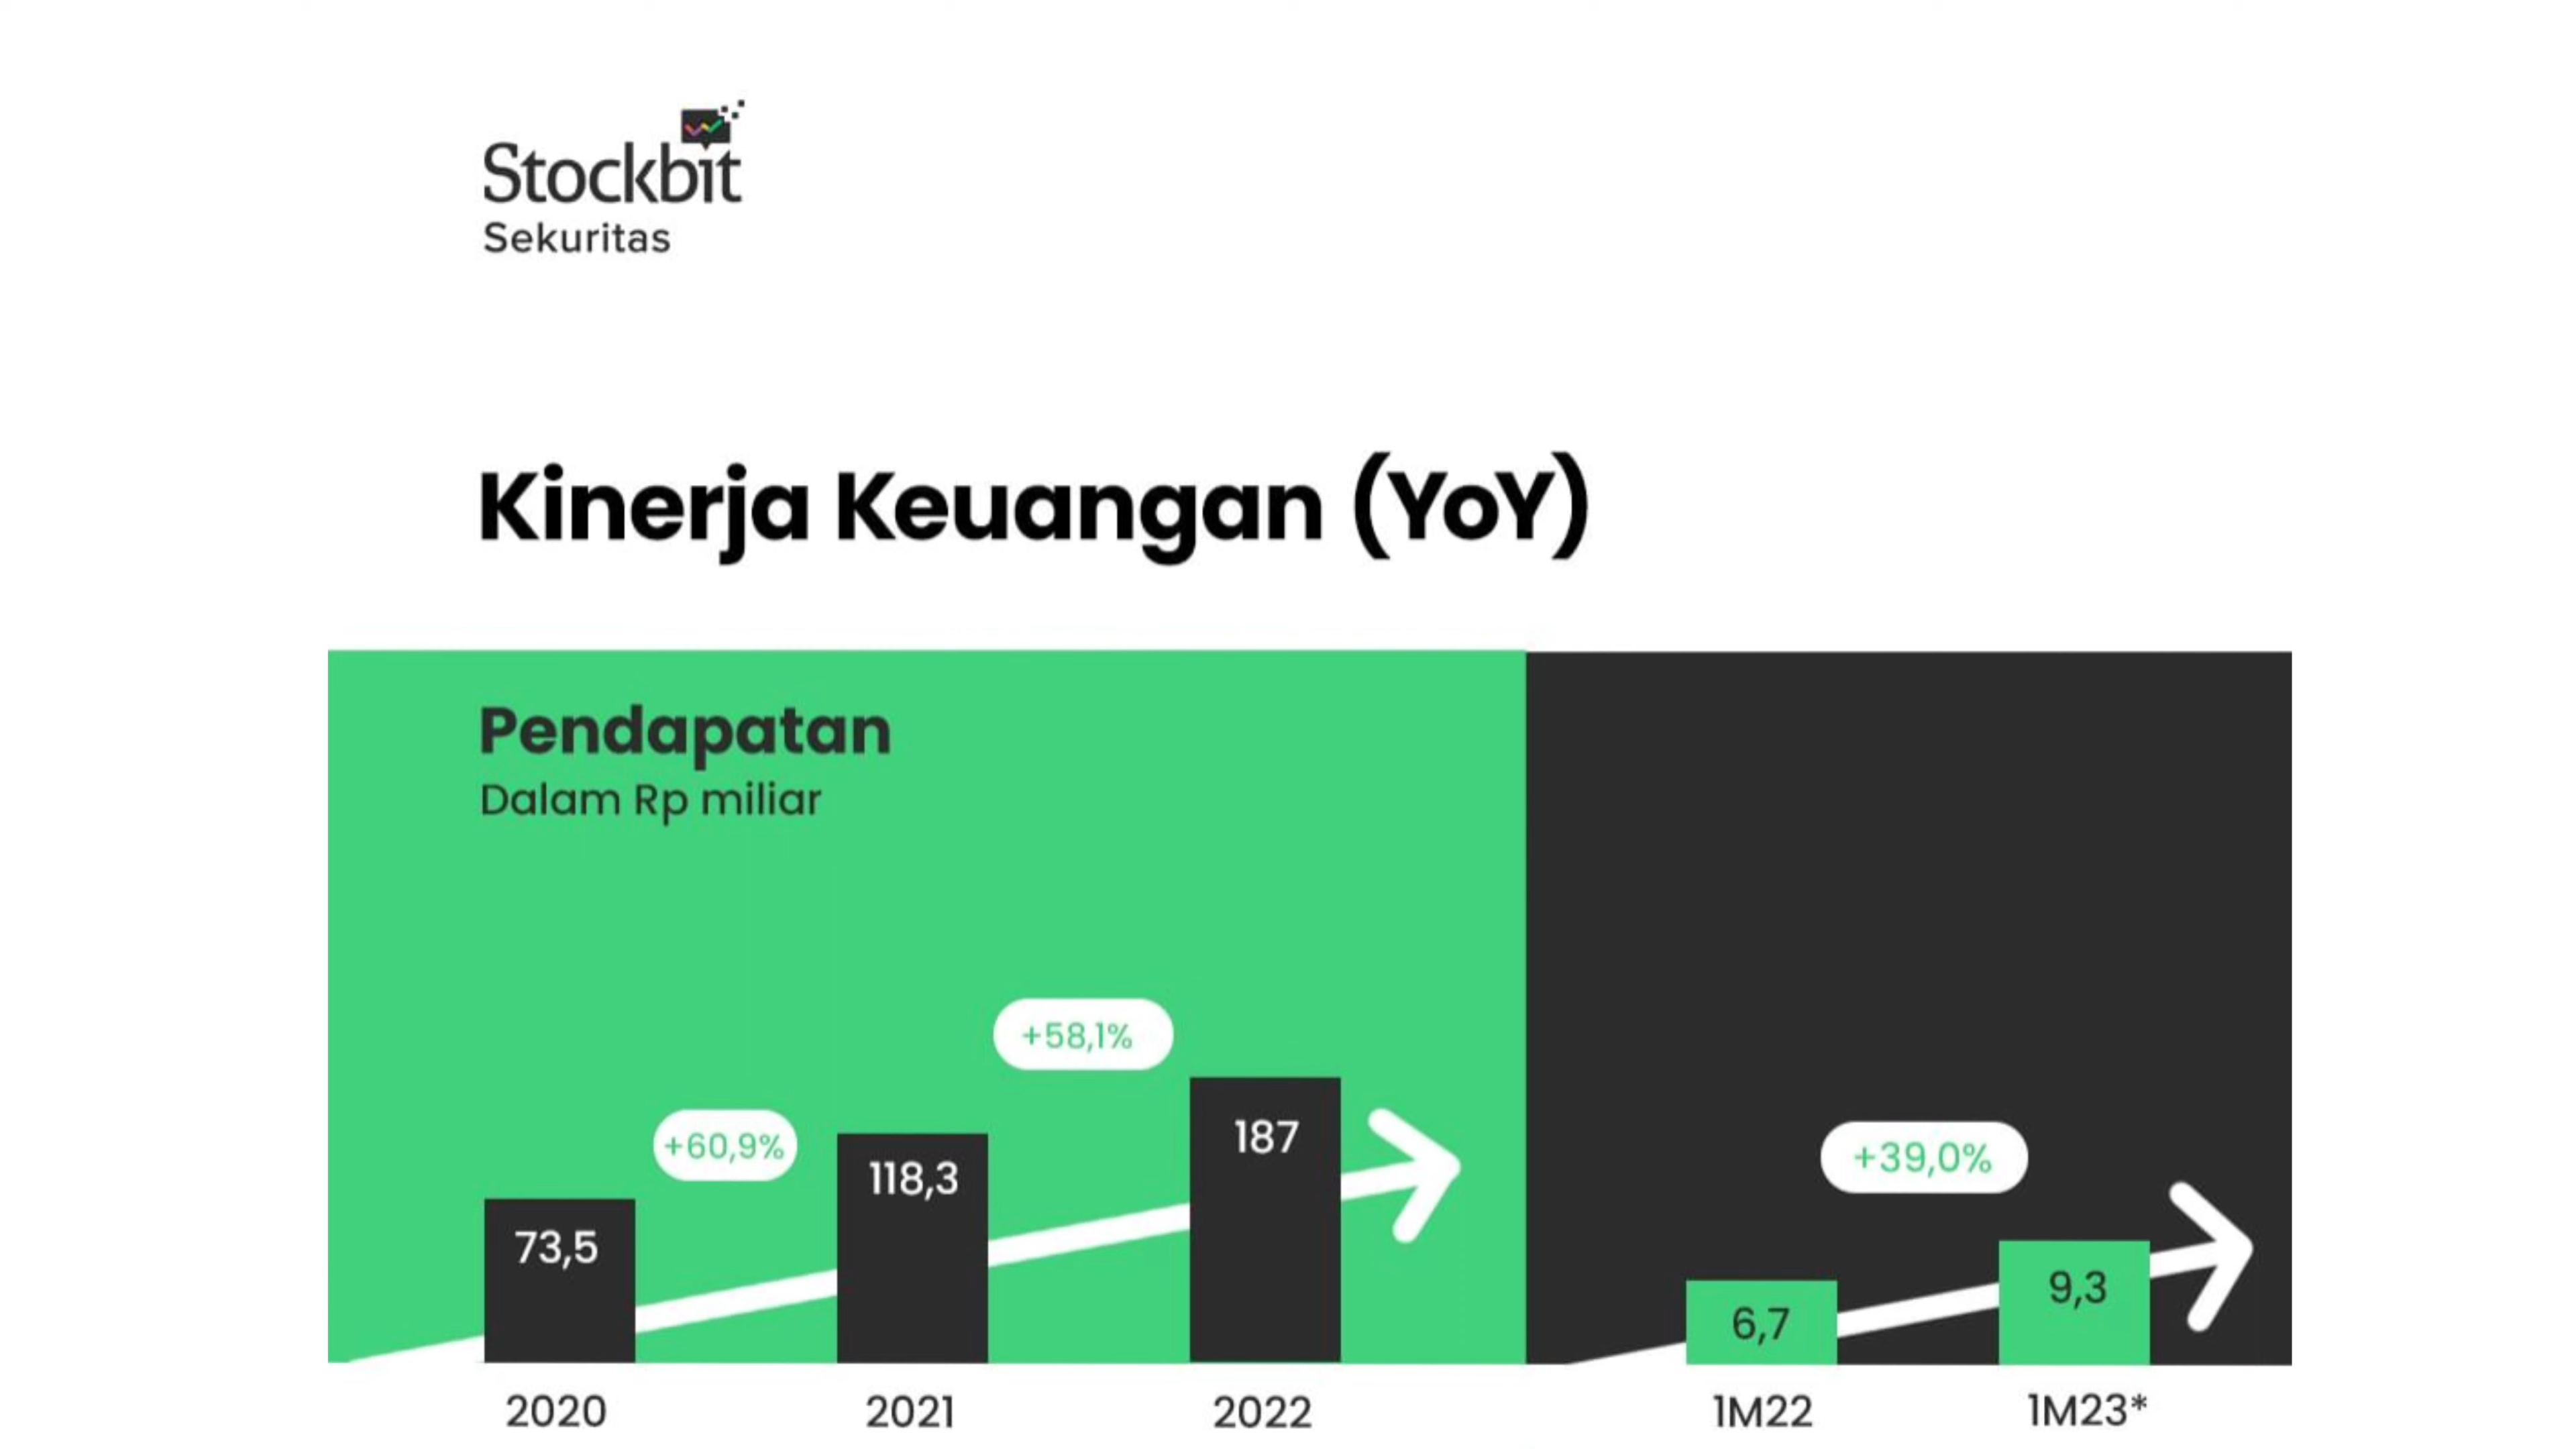 Stockbit
Sekuritas
Kinerja Keuangan (YoY)
Pendapatan
Dalam Rp miliar
+58,1%
+60,9%
+39,0%
187
118,3
73,5
9,3
6,7
2020 2021 2022 1M22 1M23*